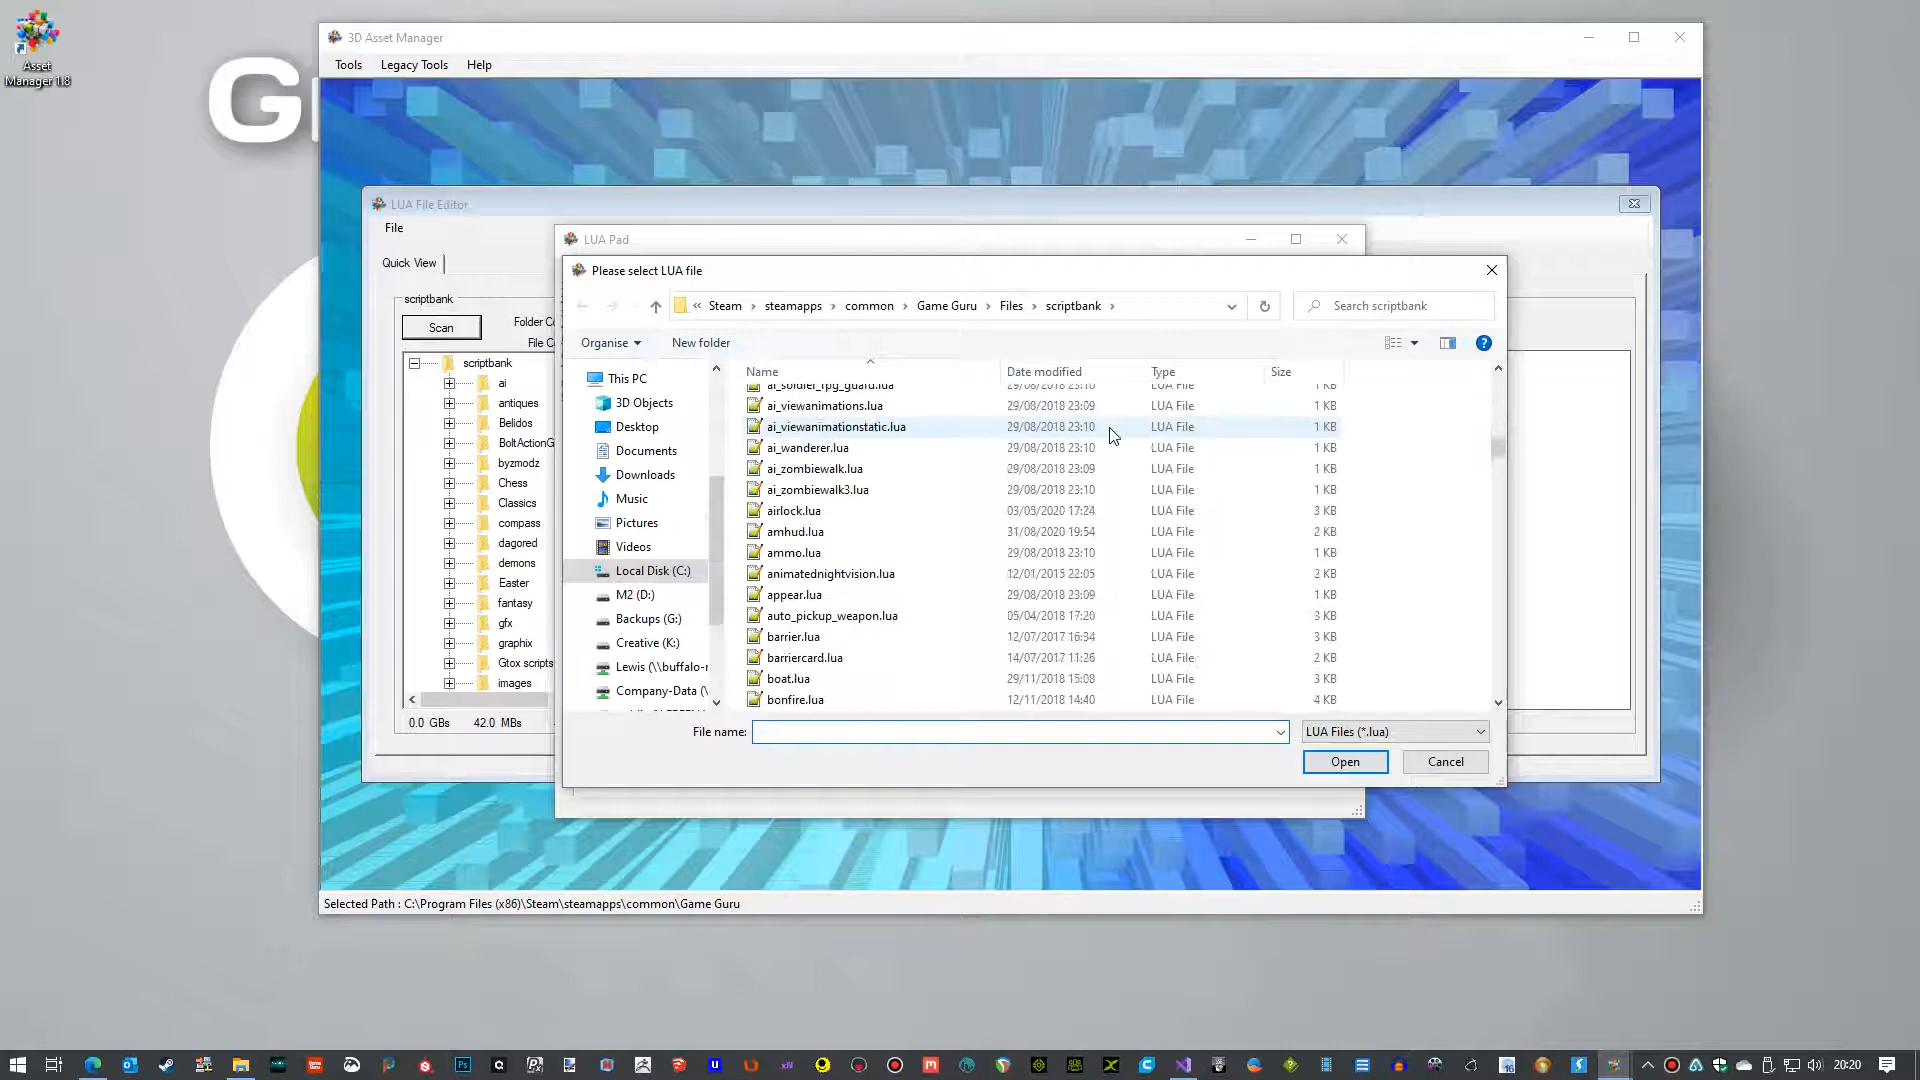 Asset
Manager 1.8
G
3D Asset Manager
Tools
Legacy Tools
Help
LUA File Editor
File
Quick View
scriptbank
Scan
Folder Co
File C
scriptbank
ai
antiques
Belidos
BoltActionG
byzmodz
Chess
Classics
compass
dagored
demons
Easter
fantasy
gfx
graphix
Gtox scripts
images
0.0 GBs
42.0 MBs
LUA Pad
Please select LUA file
« Steam › steamapps › common › Game Guru › Files › scriptbank ›
Search scriptbank
Organise
New folder
This PC
3D Objects
Desktop
Documents
Downloads
Music
Pictures
Videos
Local Disk (C:)
M2 (D:)
Backups (G:)
Creative (K:)
Lewis (\\buffalo-n
Company-Data (\
Name Date modified Type Size
ai_soldier_rpg_guard.lua 29/08/2018 23:10 LUA File 1 KB
ai_viewanimations.lua 29/08/2018 23:09 LUA File 1 KB
ai_viewanimationstatic.lua 29/08/2018 23:10 LUA File 1 KB
ai_wanderer.lua 29/08/2018 23:10 LUA File 1 KB
ai_zombiewalk.lua 29/08/2018 23:09 LUA File 1 KB
ai_zombiewalk3.lua 29/08/2018 23:10 LUA File 1 KB
airlock.lua 03/05/2020 17:24 LUA File 3 KB
amhud.lua 31/08/2020 19:54 LUA File 2 KB
ammo.lua 29/08/2018 23:10 LUA File 1 KB
animatednightvision.lua 12/01/2015 22:05 LUA File 2 KB
appear.lua 29/08/2018 23:09 LUA File 1 KB
auto_pickup_weapon.lua 05/04/2018 17:20 LUA File 3 KB
barrier.lua 12/07/2017 16:34 LUA File 3 KB
barriercard.lua 14/07/2017 11:26 LUA File 2 KB
boat.lua 29/11/2018 15:08 LUA File 3 KB
bonfire.lua 12/11/2018 14:40 LUA File 4 KB
File name:
LUA Files (*.lua)
Open
Cancel
Selected Path : C:\Program Files (x86)\Steam\steamapps\common\Game Guru
20:20